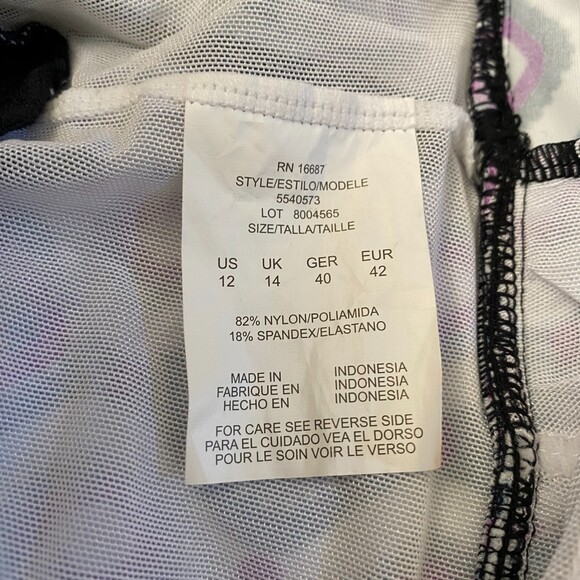 RN 16687
STYLE/ESTILO/MODELE
5540573
LOT 8004565
SIZE/TALLA/TAILLE
US UK GER EUR
12 14 40 42
82% NYLON/POLIAMIDA
18% SPANDEX/ELASTANO
MADE IN INDONESIA
FABRIQUE EN INDONESIA
HECHO EN INDONESIA
FOR CARE SEE REVERSE SIDE
PARA EL CUIDADO VEA EL DORSO
POUR LE SOIN VOIR LE VERSO